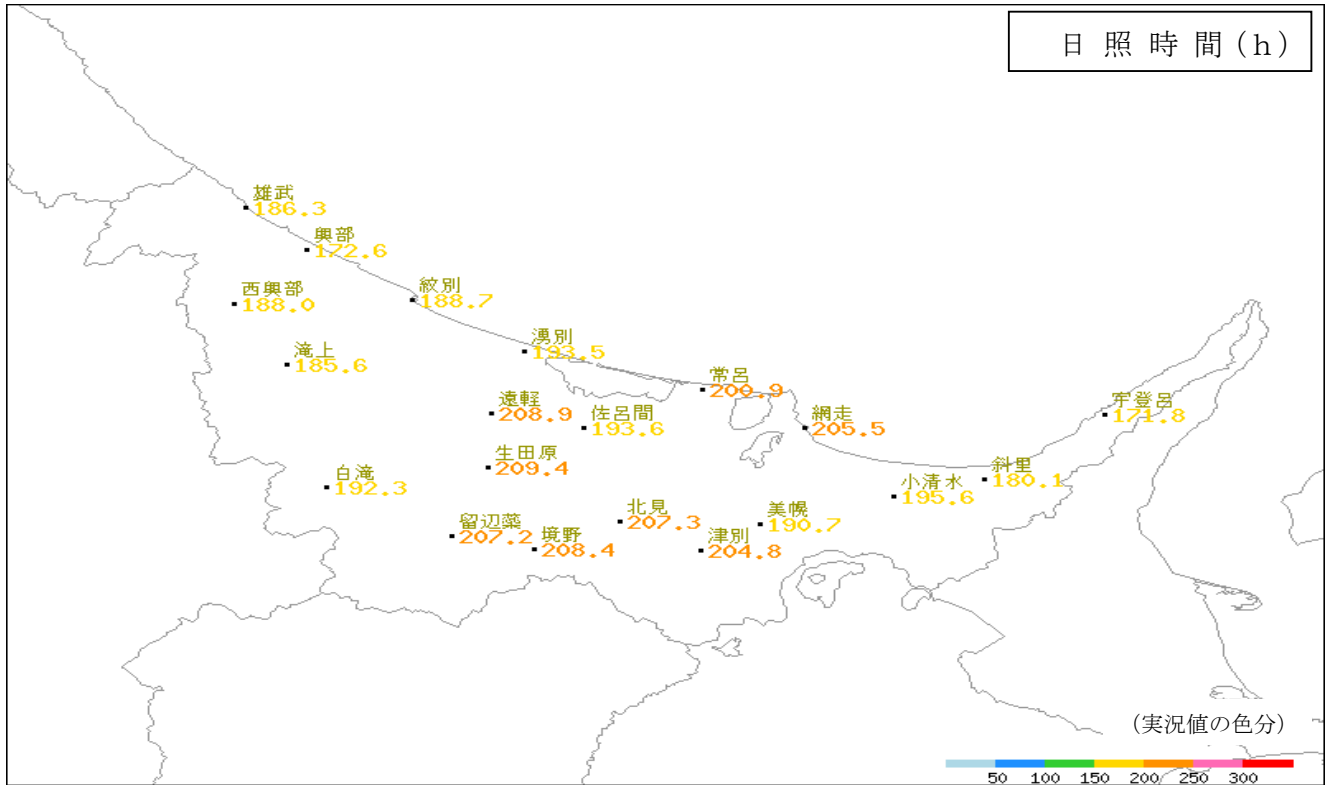 日 照 時 間 (h)
雄武
186.3
興部
172.6
西興部
188.0
紋別
188.7
滝上
185.6
湧別
193.5
常呂
200.9
遠軽
208.9
佐呂間
193.6
網走
205.5
宇登呂
171.8
生田原
209.4
白滝
192.3
斜里
180.1
小清水
195.6
北見
207.3
美幌
190.7
留辺蘂
207.2
境野
208.4
津別
204.8
(実況値の色分)
50 100 150 200 250 300